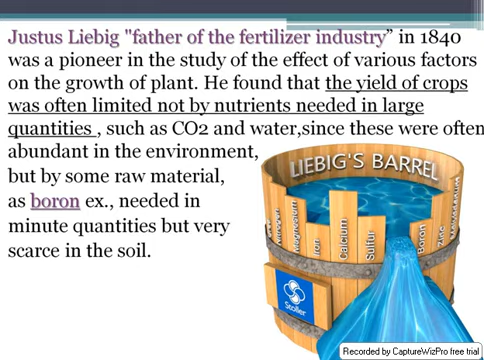 Justus Liebig "father of the fertilizer industry” in 1840
was a pioneer in the study of the effect of various factors
on the growth of plant. He found that the yield of crops
was often limited not by nutrients needed in large
quantities , such as CO2 and water,since these were often
abundant in the environment,
but by some raw material,
as boron ex., needed in
minute quantities but very
scarce in the soil.
LIEBIG'S BARREL
Magnesium
Iron
Calcium
Sulfur
Boron
Zinc
Stoller
Recorded by CaptureWizPro free trial